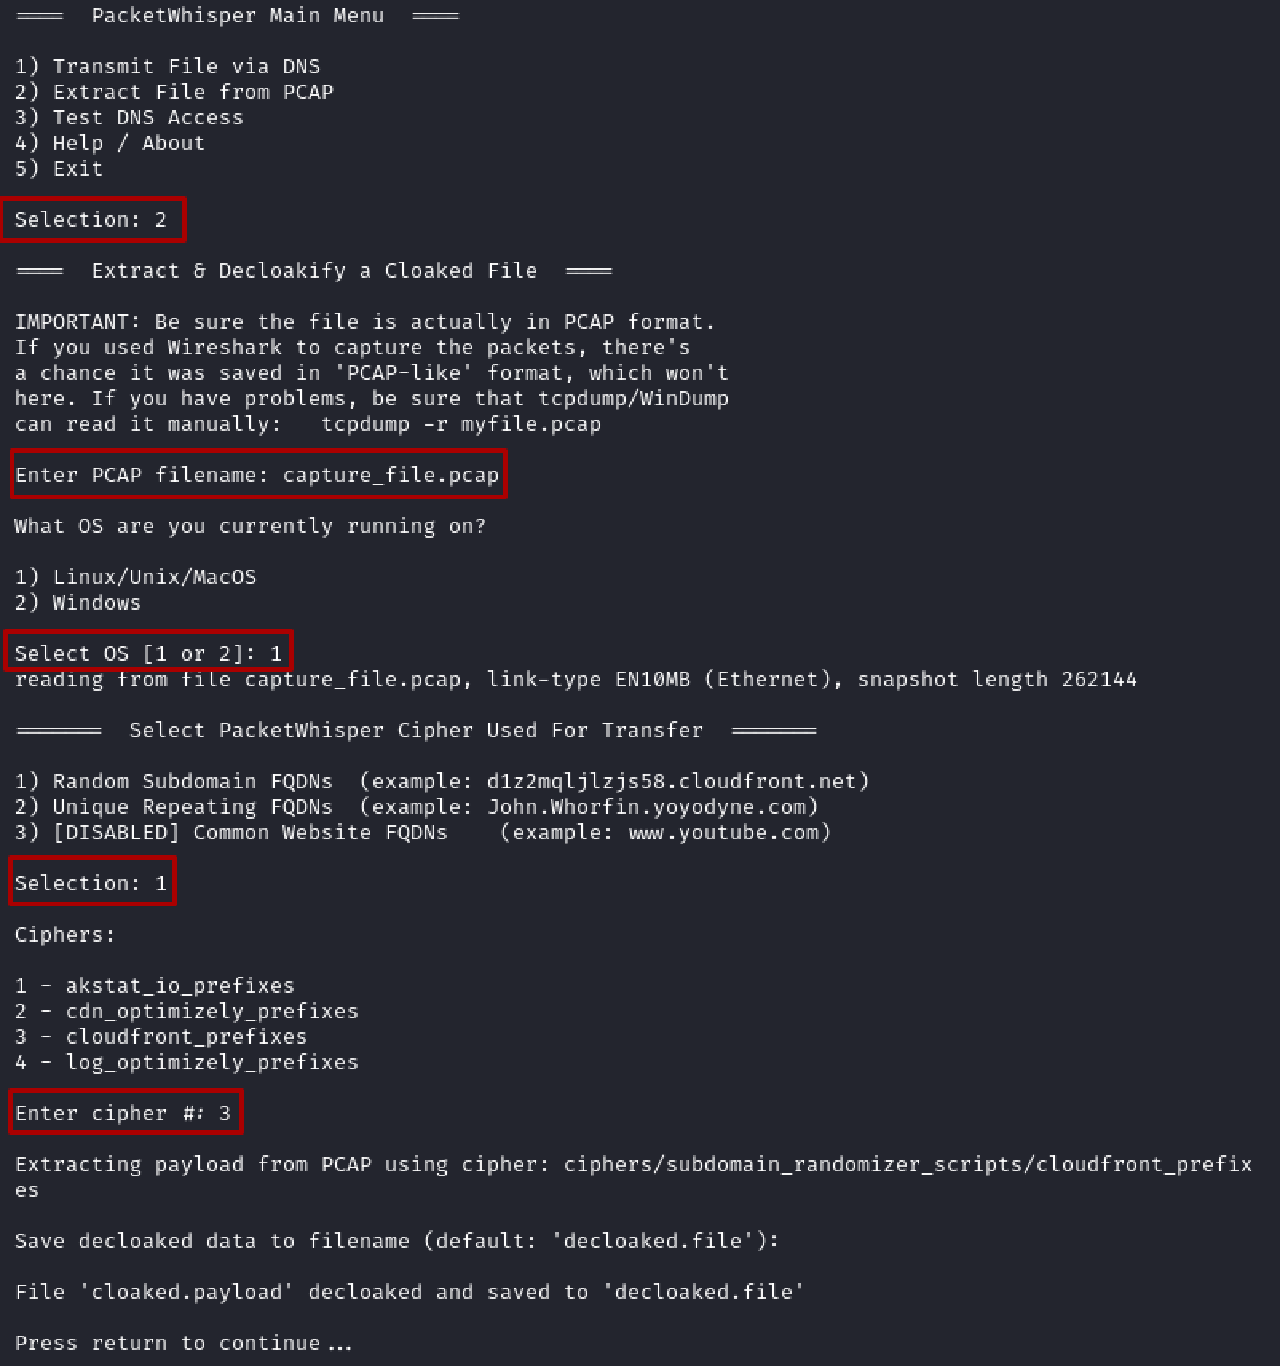 ====  PacketWhisper Main Menu  ====
1) Transmit File via DNS
2) Extract File from PCAP
3) Test DNS Access
4) Help / About
5) Exit
Selection: 2
====  Extract & Decloakify a Cloaked File  ====
IMPORTANT: Be sure the file is actually in PCAP format.
If you used Wireshark to capture the packets, there's
a chance it was saved in 'PCAP-like' format, which won't
here. If you have problems, be sure that tcpdump/WinDump
can read it manually:   tcpdump -r myfile.pcap
Enter PCAP filename: capture_file.pcap
What OS are you currently running on?
1) Linux/Unix/MacOS
2) Windows
Select OS [1 or 2]: 1
reading from file capture_file.pcap, link-type EN10MB (Ethernet), snapshot length 262144
=======  Select PacketWhisper Cipher Used For Transfer  =======
1) Random Subdomain FQDNs  (example: d1z2mqljlzjs58.cloudfront.net)
2) Unique Repeating FQDNs  (example: John.Whorfin.yoyodyne.com)
3) [DISABLED] Common Website FQDNs    (example: www.youtube.com)
Selection: 1
Ciphers:
1 - akstat_io_prefixes
2 - cdn_optimizely_prefixes
3 - cloudfront_prefixes
4 - log_optimizely_prefixes
Enter cipher #: 3
Extracting payload from PCAP using cipher: ciphers/subdomain_randomizer_scripts/cloudfront_prefix
es
Save decloaked data to filename (default: 'decloaked.file'):
File 'cloaked.payload' decloaked and saved to 'decloaked.file'
Press return to continue...